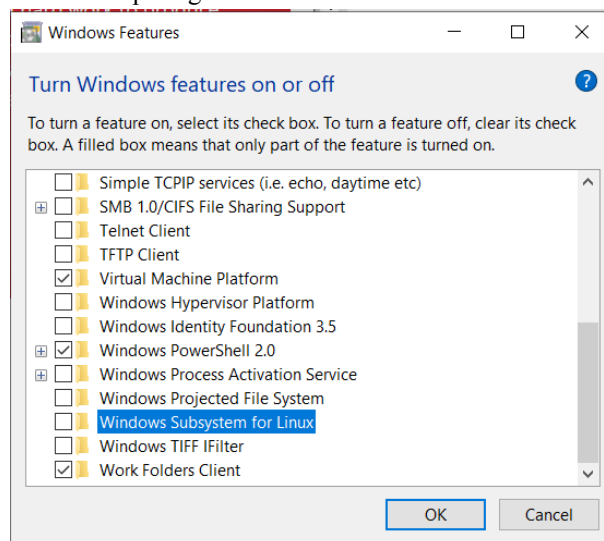 Windows Features
Turn Windows features on or off
To turn a feature on, select its check box. To turn a feature off, clear its check
box. A filled box means that only part of the feature is turned on.
Simple TCPIP services (i.e. echo, daytime etc)
SMB 1.0/CIFS File Sharing Support
Telnet Client
TFTP Client
Virtual Machine Platform
Windows Hypervisor Platform
Windows Identity Foundation 3.5
Windows PowerShell 2.0
Windows Process Activation Service
Windows Projected File System
Windows Subsystem for Linux
Windows TIFF IFilter
Work Folders Client
OK Cancel